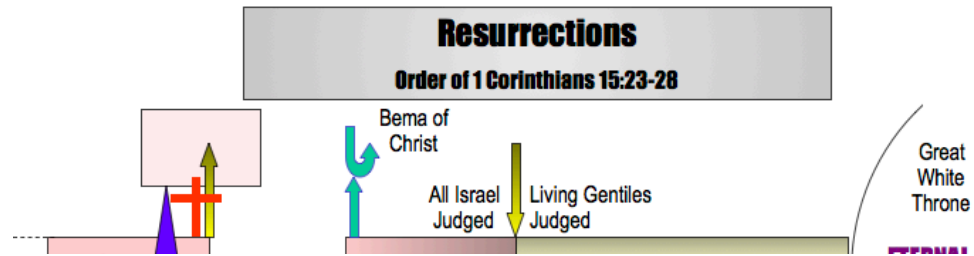 Resurrections
Order of 1 Corinthians 15:23-28
Bema of
Christ
All Israel
Judged
Living Gentiles
Judged
Great
White
Throne
ETERNAL